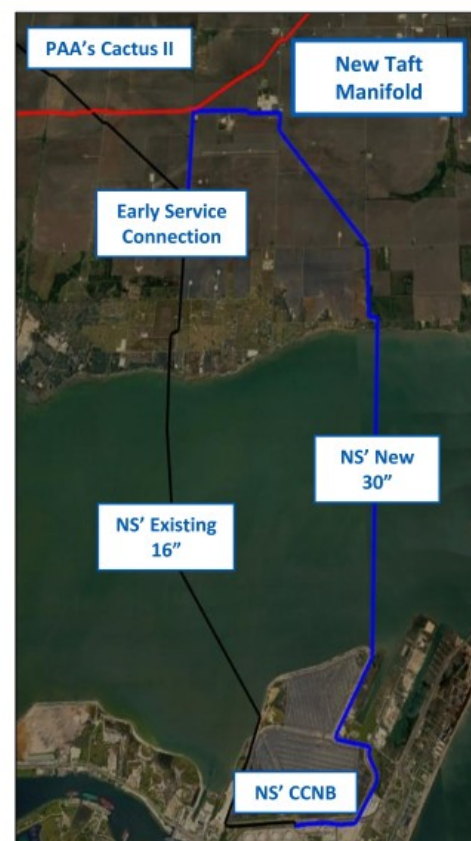 PAA's Cactus II
New Taft
Manifold
Early Service
Connection
NS' New
30”
NS' Existing
16”
NS' CCNB